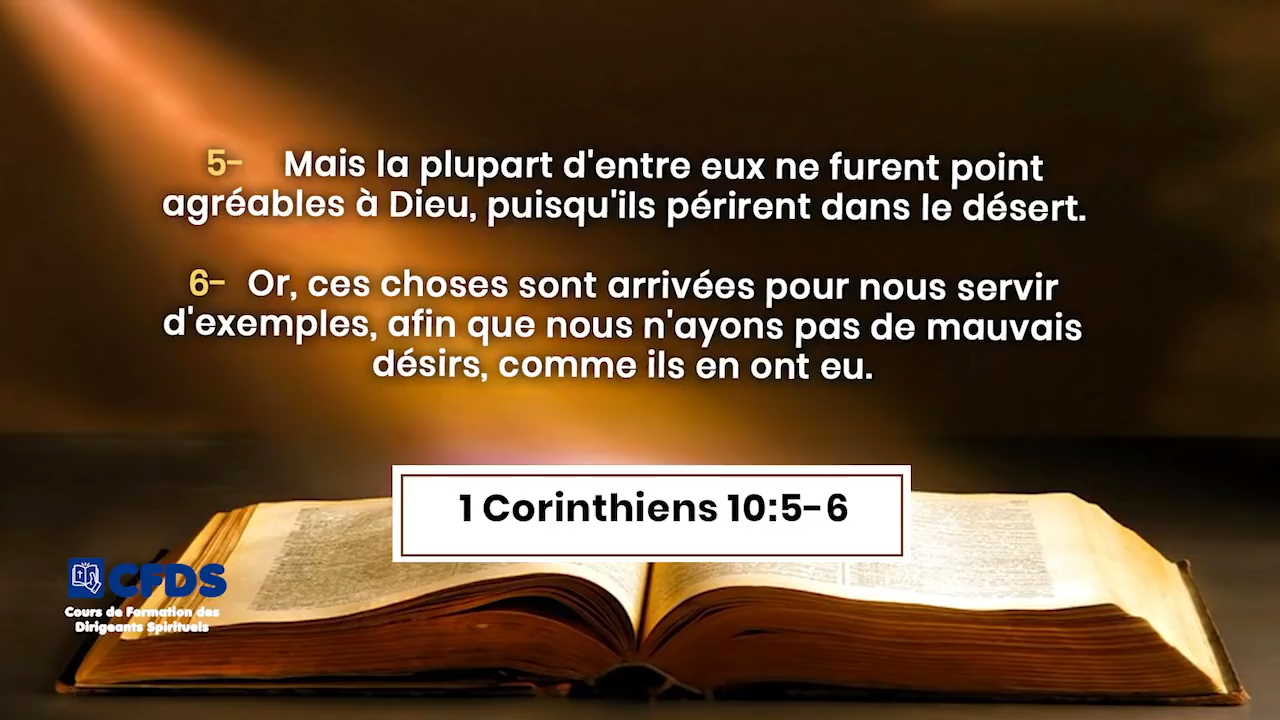 5- Mais la plupart d'entre eux ne furent point
agréables à Dieu, puisqu'ils périrent dans le désert.
6- Or, ces choses sont arrivées pour nous servir
d'exemples, afin que nous n'ayons pas de mauvais
désirs, comme ils en ont eu.
1 Corinthiens 10:5-6
CFDS
Cours de Formation des
Dirigeants Spirituels